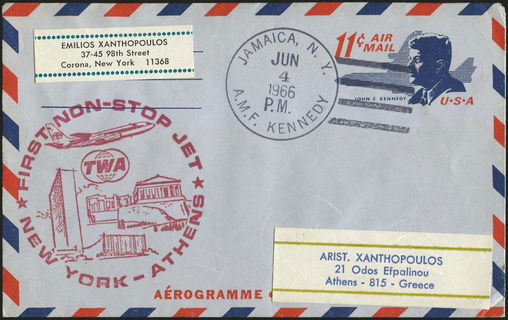 EMILIOS XANTHOPOULOS
37-45 98th Street
Corona, New York 11368
JAMAICA, N. Y.
JUN
4
1966
P.M.
A.M.F. KENNEDY
11¢ AIR
MAIL
JOHN F. KENNEDY
U·S·A
FIRST NON-STOP JET
TWA
NEW YORK - ATHENS
ARIST. XANTHOPOULOS
21 Odos Efpalinou
Athens - 815 - Greece
AÉROGRAMME